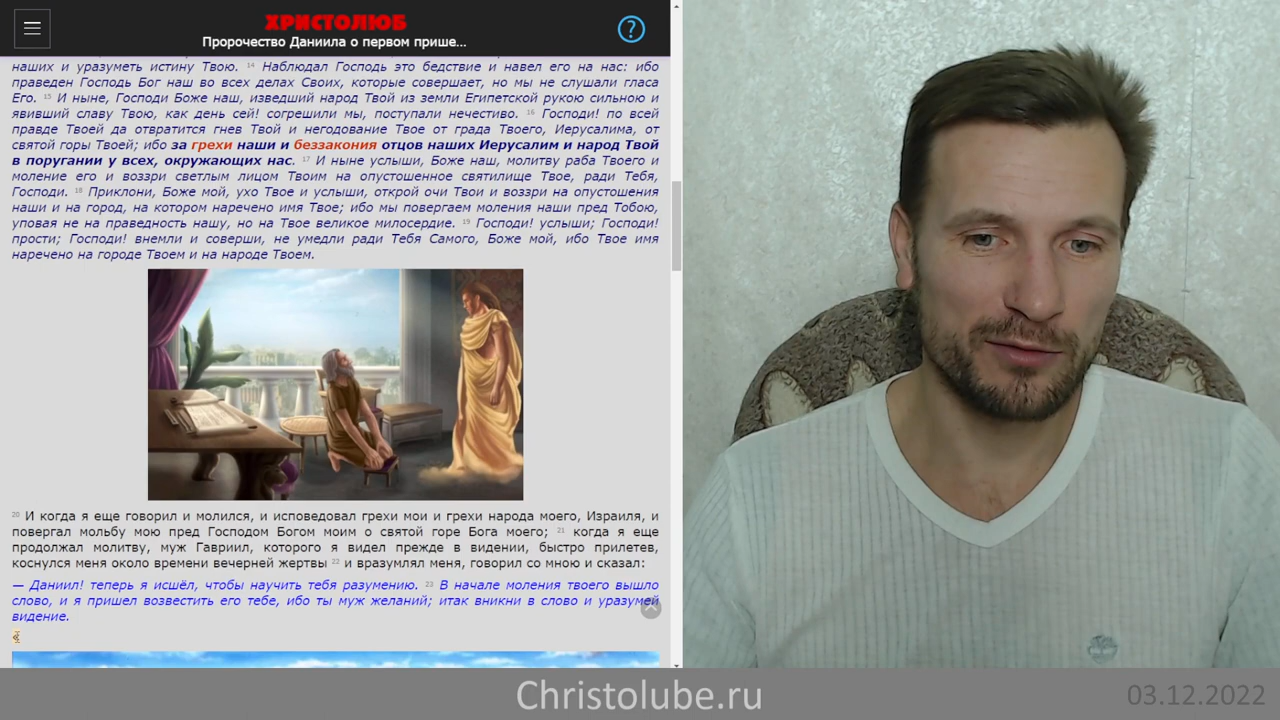 ХРИСТОЛЮБ
Пророчество Даниила о первом прише...
наших и уразуметь истину Твою. 14 Наблюдал Господь это бедствие и навел его на нас: ибо
праведен Господь Бог наш во всех делах Своих, которые совершает, но мы не слушали гласа
Его. 15 И ныне, Господи Боже наш, изведший народ Твой из земли Египетской рукою сильною и
явивший славу Твою, как день сей! согрешили мы, поступали нечестиво. 16 Господи! по всей
правде Твоей да отвратится гнев Твой и негодование Твое от града Твоего, Иерусалима, от
святой горы Твоей; ибо за грехи наши и беззакония отцов наших Иерусалим и народ Твой
в поругании у всех, окружающих нас. 17 И ныне услыши, Боже наш, молитву раба Твоего и
моление его и воззри светлым лицом Твоим на опустошенное святилище Твое, ради Тебя,
Господи. 18 Приклони, Боже мой, ухо Твое и услыши, открой очи Твои и воззри на опустошения
наши и на город, на котором наречено имя Твое; ибо мы повергаем моления наши пред Тобою,
уповая не на праведность нашу, но на Твое великое милосердие. 19 Господи! услыши; Господи!
прости; Господи! внемли и соверши, не умедли ради Тебя Самого, Боже мой, ибо Твое имя
наречено на городе Твоем и на народе Твоем.
20 И когда я еще говорил и молился, и исповедовал грехи мои и грехи народа моего, Израиля, и
повергал мольбу мою пред Господом Богом моим о святой горе Бога моего; 21 когда я еще
продолжал молитву, муж Гавриил, которого я видел прежде в видении, быстро прилетев,
коснулся меня около времени вечерней жертвы 22 и вразумлял меня, говорил со мною и сказал:
— Даниил! теперь я исшёл, чтобы научить тебя разумению. 23 В начале моления твоего вышло
слово, и я пришел возвестить его тебе, ибо ты муж желаний; итак вникни в слово и уразумей
видение.
Christolube.ru
03.12.2022